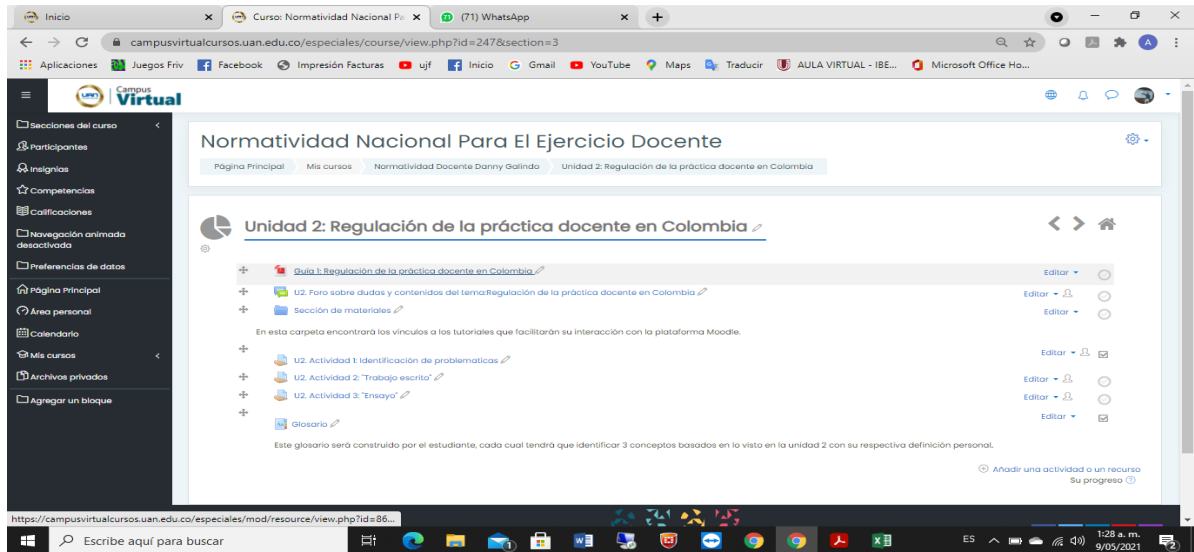 Inicio
Curso: Normatividad Nacional Pa
(71) WhatsApp
campusvirtualcursos.uan.edu.co/especiales/course/view.php?id=247&section=3
A
Aplicaciones Juegos Friv Facebook Impresión Facturas ujf Inicio Gmail YouTube Maps Traducir AULA VIRTUAL - IBE... Microsoft Office Ho...
UAN Campus
Virtual
Secciones del curso
Participantes
Insignias
Competencias
Calificaciones
Navegación animada
desactivada
Preferencias de datos
Página Principal
Área personal
Calendario
Mis cursos
Archivos privados
Agregar un bloque
Normatividad Nacional Para El Ejercicio Docente
Página Principal Mis cursos Normatividad Docente Danny Galindo Unidad 2: Regulación de la práctica docente en Colombia
Unidad 2: Regulación de la práctica docente en Colombia
Guía 1: Regulación de la práctica docente en Colombia Editar
U2. Foro sobre dudas y contenidos del tema:Regulación de la práctica docente en Colombia Editar
Sección de materiales Editar
En esta carpeta encontrará los vínculos a los tutoriales que facilitarán su interacción con la plataforma Moodle.
U2. Actividad 1: Identificación de problematicas Editar
U2. Actividad 2: "Trabajo escrito" Editar
U2. Actividad 3: "Ensayo" Editar
Glosario Editar
Este glosario será construido por el estudiante, cada cual tendrá que identificar 3 conceptos basados en lo visto en la unidad 2 con su respectiva definición personal.
Añadir una actividad o un recurso
Su progreso
https://campusvirtualcursos.uan.edu.co/especiales/mod/resource/view.php?id=86...
Escribe aquí para buscar
ES
1:28 a. m.
9/05/2021